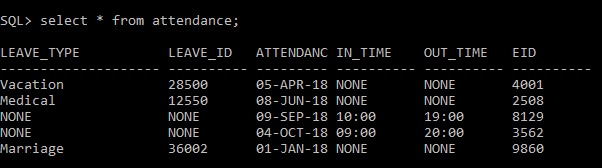 SQL> select * from attendance;
LEAVE_TYPE LEAVE_ID ATTENDANC IN_TIME OUT_TIME EID
-------------------- ---------- --------- ---------- ---------- ----------
Vacation 28500 05-APR-18 NONE NONE 4001
Medical 12550 08-JUN-18 NONE NONE 2508
NONE NONE 09-SEP-18 10:00 19:00 8129
NONE NONE 04-OCT-18 09:00 20:00 3562
Marriage 36002 01-JAN-18 NONE NONE 9860